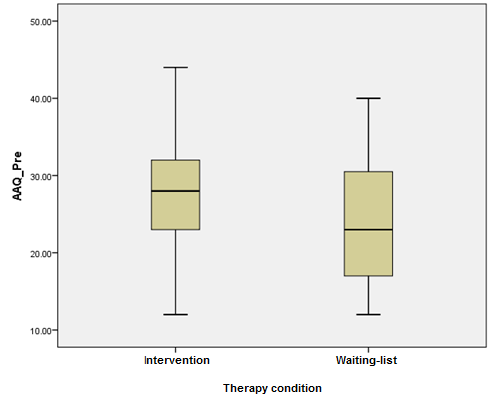 50.00
40.00
30.00
20.00
10.00
AAQ_Pre
Intervention Waiting-list
Therapy condition